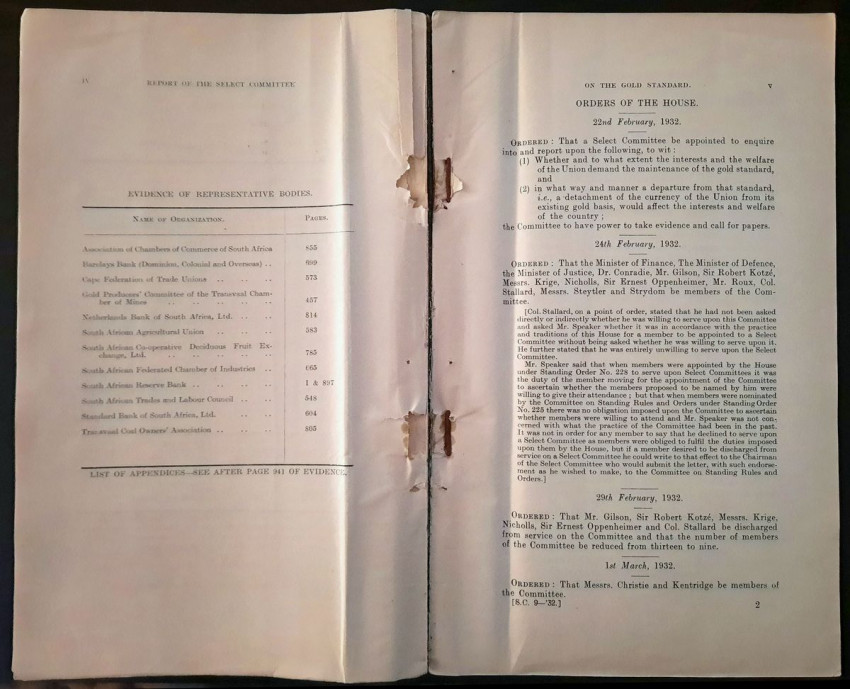 IV
REPORT OF THE SELECT COMMITTEE
EVIDENCE OF REPRESENTATIVE BODIES.
NAME OF ORGANIZATION. PAGES.
Association of Chambers of Commerce of South Africa 855
Barclays Bank (Dominion, Colonial and Overseas) .. 699
Cape Federation of Trade Unions .. .. .. 573
Gold Producers' Committee of the Transvaal Cham-
ber of Mines .. .. .. .. 457
Netherlands Bank of South Africa, Ltd. .. .. 814
South African Agricultural Union .. .. .. 583
South African Co-operative Deciduous Fruit Ex-
change, Ltd. .. .. .. .. .. 785
South African Federated Chamber of Industries .. 665
South African Reserve Bank .. .. .. .. 1 & 897
South African Trades and Labour Council .. .. 548
Standard Bank of South Africa, Ltd. .. .. 604
Transvaal Coal Owners' Association .. .. .. 805
LIST OF APPENDICES—SEE AFTER PAGE 941 OF EVIDENCE.
ON THE GOLD STANDARD. V
ORDERS OF THE HOUSE.
22nd February, 1932.
ORDERED : That a Select Committee be appointed to enquire
into and report upon the following, to wit :
(1) Whether and to what extent the interests and the welfare
of the Union demand the maintenance of the gold standard,
and
(2) in what way and manner a departure from that standard,
i.e., a detachment of the currency of the Union from its
existing gold basis, would affect the interests and welfare
of the country ;
the Committee to have power to take evidence and call for papers.
24th February, 1932.
ORDERED : That the Minister of Finance, The Minister of Defence,
the Minister of Justice, Dr. Conradie, Mr. Gilson, Sir Robert Kotzé,
Messrs. Krige, Nicholls, Sir Ernest Oppenheimer, Mr. Roux, Col.
Stallard, Messrs. Steytler and Strydom be members of the Com-
mittee.
[Col. Stallard, on a point of order, stated that he had not been asked
directly or indirectly whether he was willing to serve upon this Committee
and asked Mr. Speaker whether it was in accordance with the practice
and traditions of this House for a member to be appointed to a Select
Committee without being asked whether he was willing to serve upon it.
He further stated that he was entirely unwilling to serve upon the Select
Committee.
Mr. Speaker said that when members were appointed by the House
under Standing Order No. 228 to serve upon Select Committees it was
the duty of the member moving for the appointment of the Committee
to ascertain whether the members proposed to be named by him were
willing to give their attendance ; but that when members were nominated
by the Committee on Standing Rules and Orders under Standing Order
No. 225 there was no obligation imposed upon the Committee to ascertain
whether members were willing to attend and Mr. Speaker was not con-
cerned with what the practice of the Committee had been in the past.
It was not in order for any member to say that he declined to serve upon
a Select Committee as members were obliged to fulfil the duties imposed
upon them by the House, but if a member desired to be discharged from
service on a Select Committee he could write to that effect to the Chairman
of the Select Committee who would submit the letter, with such endorse-
ment as he wished to make, to the Committee on Standing Rules and
Orders.]
29th February, 1932.
ORDERED : That Mr. Gilson, Sir Robert Kotzé, Messrs. Krige,
Nicholls, Sir Ernest Oppenheimer and Col. Stallard be discharged
from service on the Committee and that the number of members
of the Committee be reduced from thirteen to nine.
1st March, 1932.
ORDERED : That Messrs. Christie and Kentridge be members of
the Committee.
[S.C. 9—'32.] 2